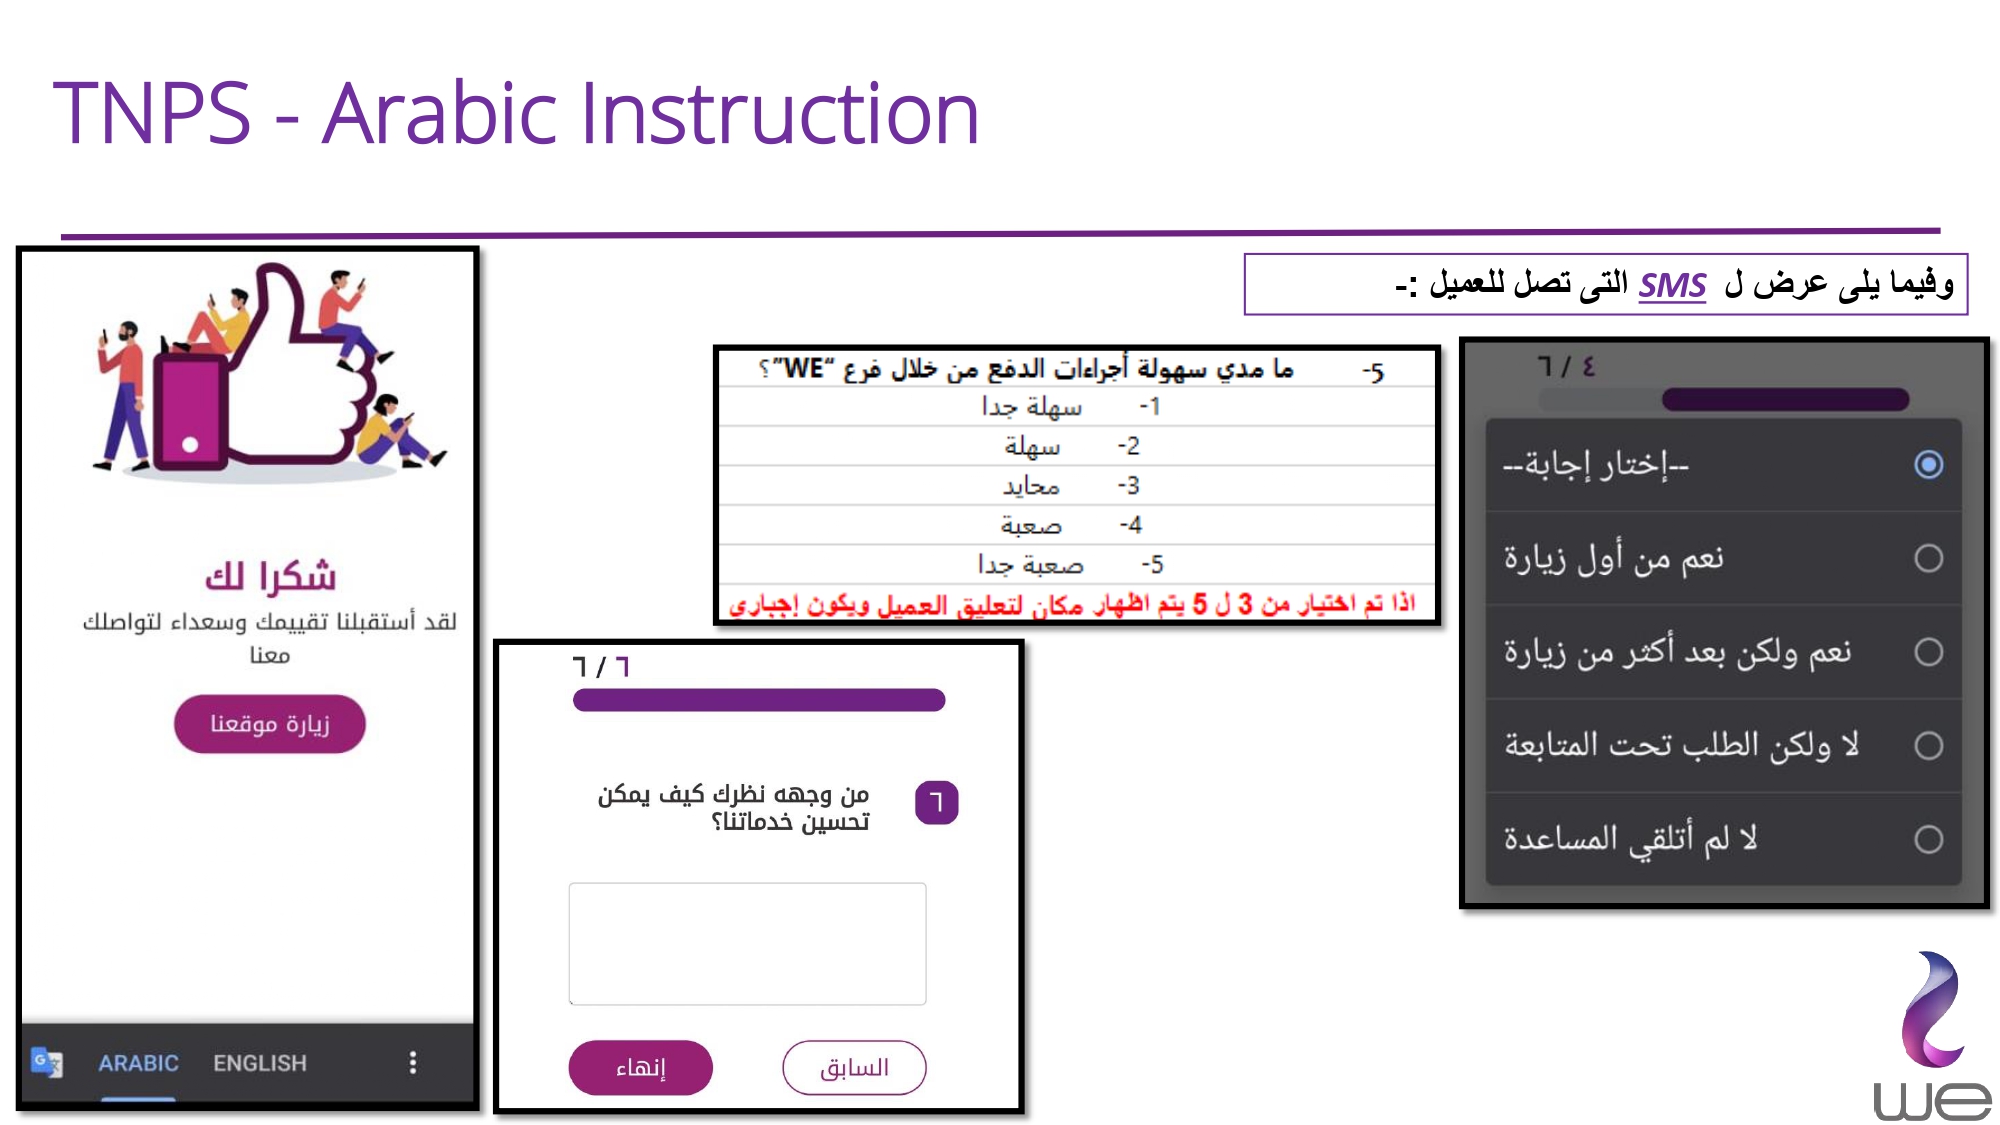 TNPS - Arabic Instruction
وفيما يلى عرض ل SMS التى تصل للعميل :-
٤ / ٦
--إختار إجابة--
نعم من أول زيارة
نعم ولكن بعد أكثر من زيارة
لا ولكن الطلب تحت المتابعة
لا لم أتلقي المساعدة
5- ما مدي سهولة أجراءات الدفع من خلال فرع “WE”؟
1- سهلة جدا
2- سهلة
3- محايد
4- صعبة
5- صعبة جدا
اذا تم اختيار من 3 ل 5 يتم اظهار مكان لتعليق العميل ويكون إجباري
٦ / ٦
٦ من وجهه نظرك كيف يمكن
تحسين خدماتنا؟
السابق
إنهاء
شكرا لك
لقد أستقبلنا تقييمك وسعداء لتواصلك
معنا
زيارة موقعنا
ARABIC ENGLISH
we